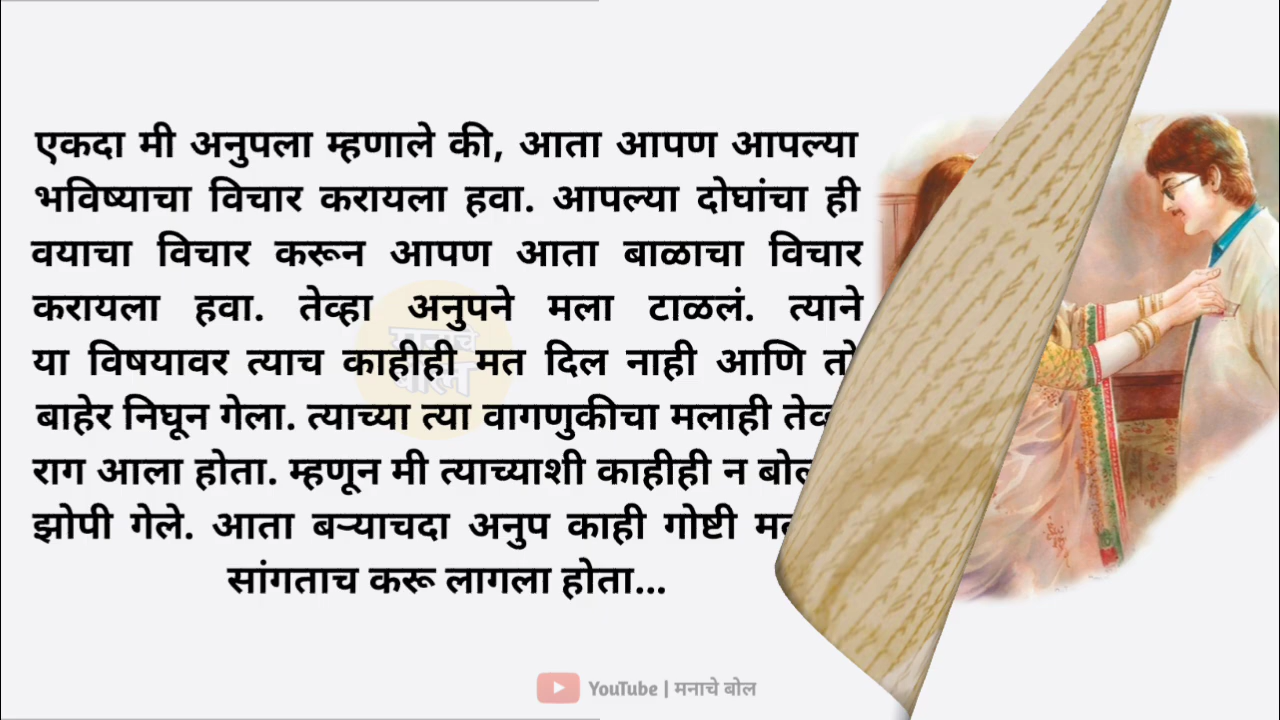 एकदा मी अनुपला म्हणाले की, आता आपण आपल्या
भविष्याचा विचार करायला हवा. आपल्या दोघांचा ही
वयाचा विचार करून आपण आता बाळाचा विचार
करायला हवा. तेव्हा अनुपने मला टाळलं. त्याने
या विषयावर त्याच काहीही मत दिल नाही आणि तो
बाहेर निघून गेला. त्याच्या त्या वागणुकीचा मलाही
राग आला होता. म्हणून मी त्याच्याशी काहीही न
झोपी गेले. आता बऱ्याचदा अनुप काही गोष्टी
सांगताच करू लागला होता...
मनाचे
बोल
YouTube | मनाचे बोल